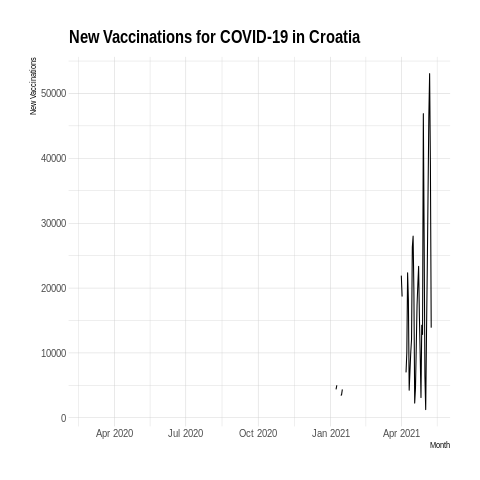 New Vaccinations for COVID-19 in Croatia
New Vaccinations
50000
40000
30000
20000
10000
0
Apr 2020 Jul 2020 Oct 2020 Jan 2021 Apr 2021
Month